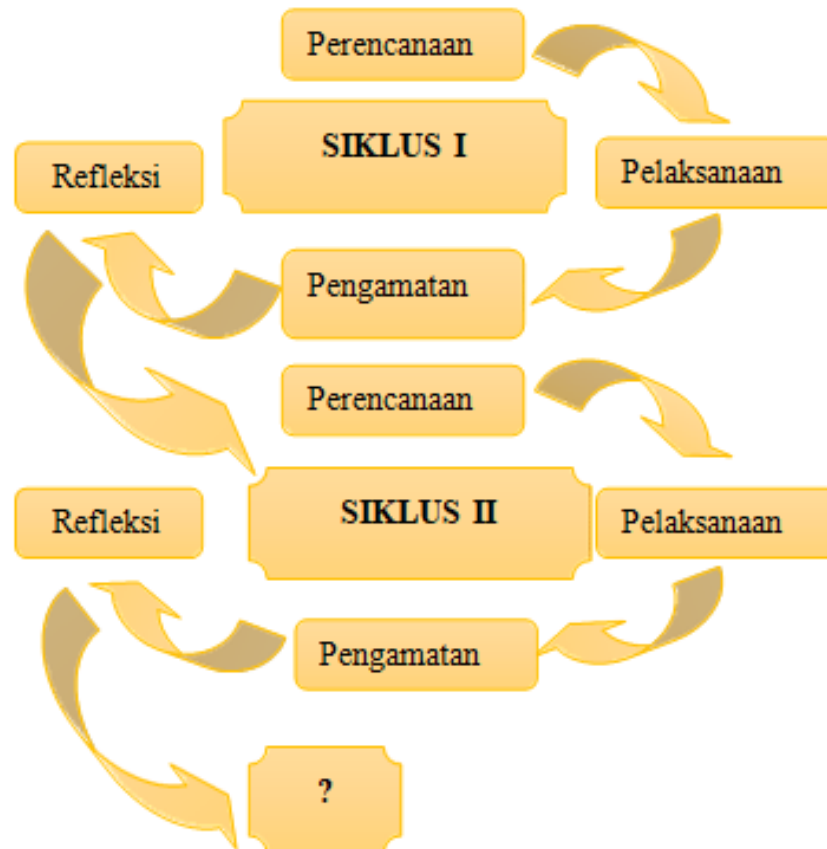 Perencanaan
SIKLUS I
Refleksi
Pelaksanaan
Pengamatan
Perencanaan
SIKLUS II
Refleksi
Pelaksanaan
Pengamatan
?